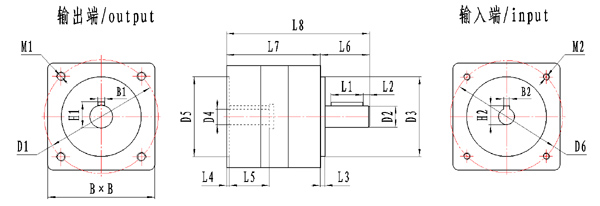 输出端/output
L8
输入端/input
L7
L6
M1
M2
B1
L1
L2
B2
H1
D5
D4
D2
D3
H2
D1
D6
B×B
L4
L5
L3